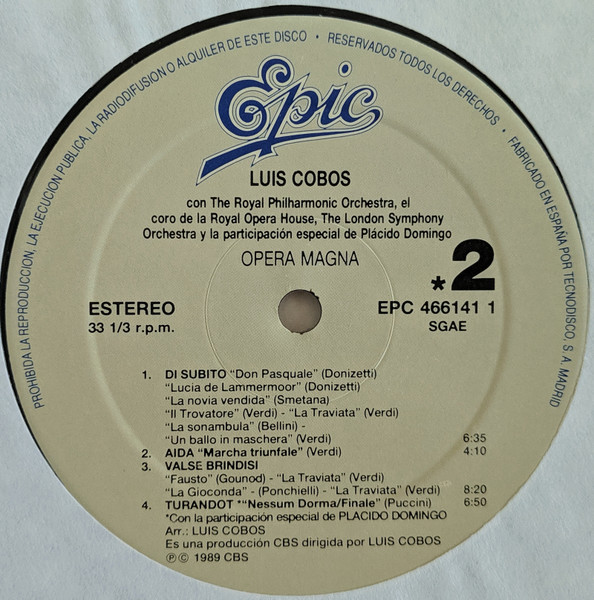 PROHIBIDA LA REPRODUCCION, LA EJECUCION PUBLICA, LA RADIODIFUSION O ALQUILER DE ESTE DISCO • RESERVADOS TODOS LOS DERECHOS • FABRICADO EN ESPAÑA POR TECNODISCO, S. A. MADRID
Epic
LUIS COBOS
con The Royal Philharmonic Orchestra, el
coro de la Royal Opera House, The London Symphony
Orchestra y la participación especial de Plácido Domingo
OPERA MAGNA
*2
ESTEREO
33 1/3 r.p.m.
EPC 466141 1
SGAE
1. DI SUBITO "Don Pasquale" (Donizetti)
"Lucia de Lammermoor" (Donizetti)
"La novia vendida" (Smetana)
"Il Trovatore" (Verdi) - "La Traviata" (Verdi)
"La sonambula" (Bellini) -
"Un ballo in maschera" (Verdi) 6:35
2. AIDA "Marcha triunfale" (Verdi) 4:10
3. VALSE BRINDISI
"Fausto" (Gounod) - "La Traviata" (Verdi)
"La Gioconda" - (Ponchielli) - "La Traviata" (Verdi) 8:20
4. TURANDOT *"Nessum Dorma/Finale" (Puccini) 6:50
*Con la participación especial de PLACIDO DOMINGO
Arr.: LUIS COBOS
Es una producción CBS dirigida por LUIS COBOS
℗ © 1989 CBS